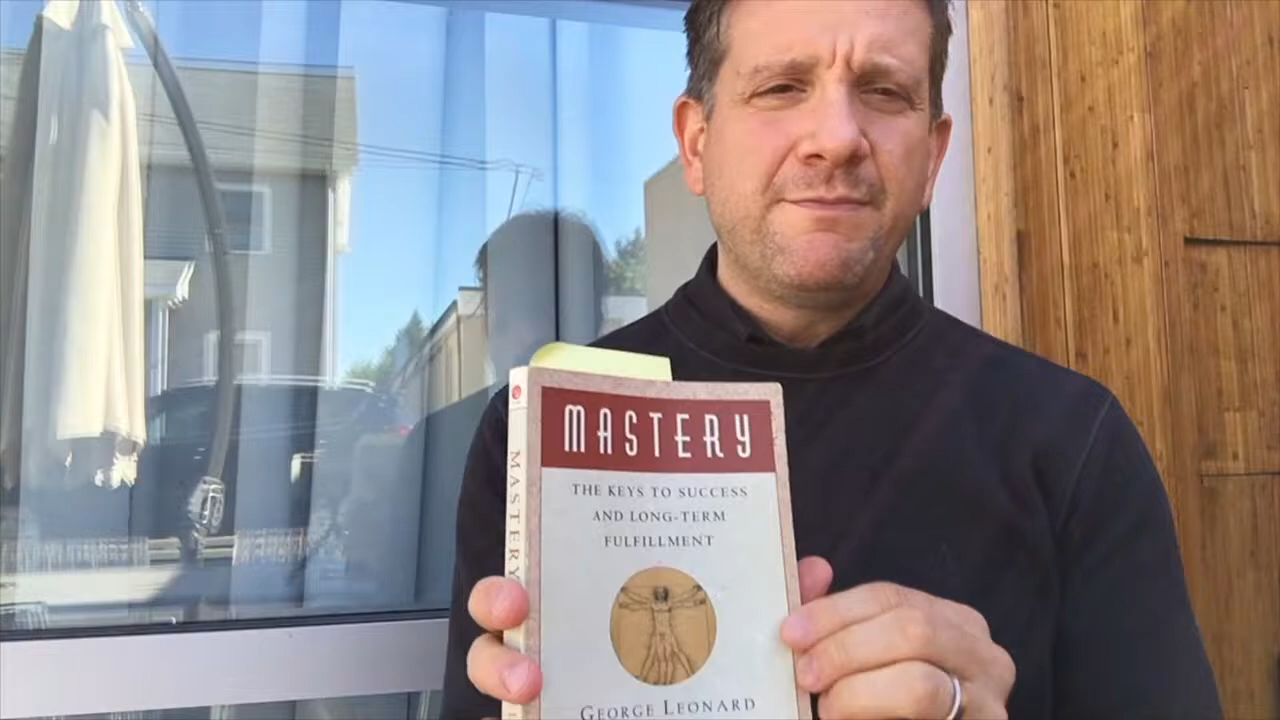 MASTERY
THE KEYS TO SUCCESS
AND LONG-TERM
FULFILLMENT
GEORGE LEONARD
MASTERY